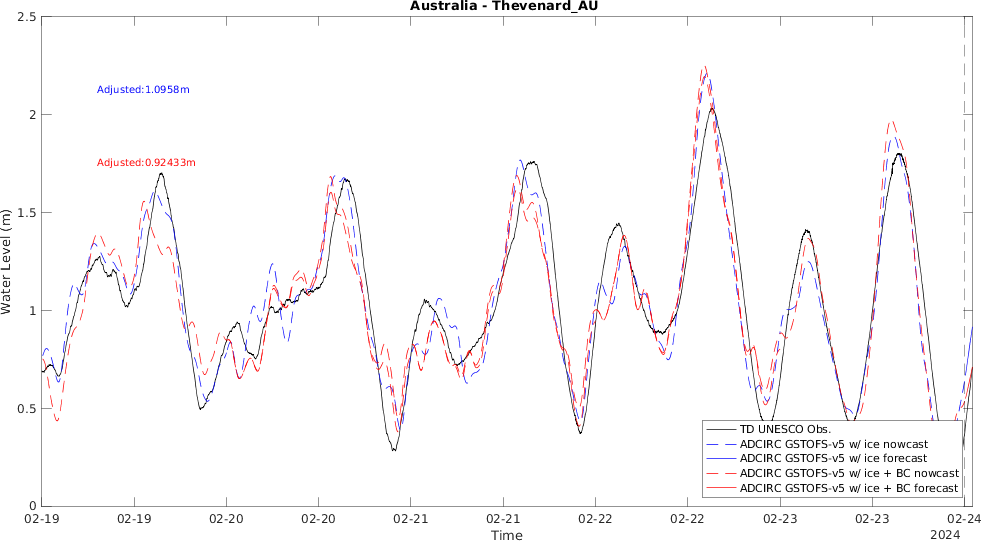 Australia - Thevenard_AU
2.5
2
1.5
1
0.5
0
Water Level (m)
Adjusted:1.0958m
Adjusted:0.92433m
TD UNESCO Obs.
ADCIRC GSTOFS-v5 w/ ice nowcast
ADCIRC GSTOFS-v5 w/ ice forecast
ADCIRC GSTOFS-v5 w/ ice + BC nowcast
ADCIRC GSTOFS-v5 w/ ice + BC forecast
02-19 02-19 02-20 02-20 02-21 02-21 02-22 02-22 02-23 02-23 02-24
Time
2024